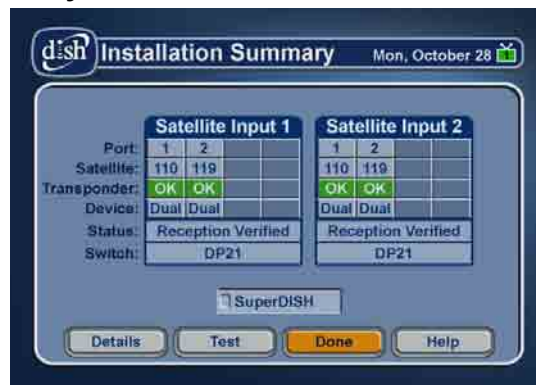 dish Installation Summary Mon, October 28 1
Satellite Input 1 Satellite Input 2
Port: 1 2 1 2
Satellite: 110 119 110 119
Transponder: OK OK OK OK
Device: Dual Dual Dual Dual
Status: Reception Verified Reception Verified
Switch: DP21 DP21
SuperDISH
Details Test Done Help